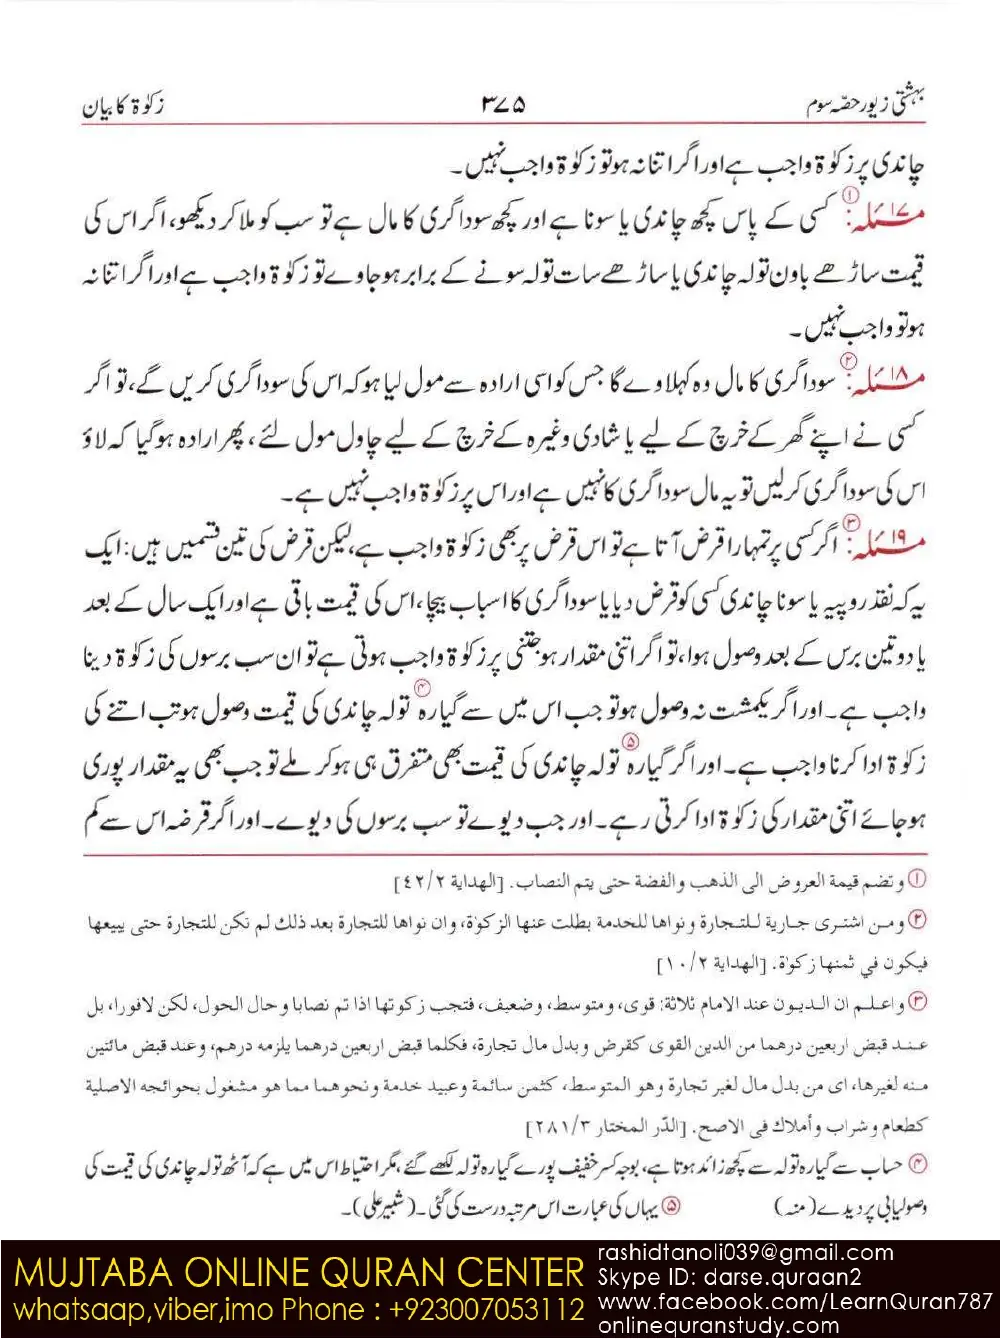 بہشتی زیور حصّہ سوم ۳۷۵ زکوٰۃ کا بیان
چاندی پر زکوٰۃ واجب ہے اور اگر اتنا نہ ہو تو زکوٰۃ واجب نہیں۔
مسئلہ ۱۷: ① کسی کے پاس کچھ چاندی یا سونا ہے اور کچھ سوداگری کا مال ہے تو سب کو ملا کر دیکھو، اگر اس کی
قیمت ساڑھے باون تولہ چاندی یا ساڑھے سات تولہ سونے کے برابر ہو جاوے تو زکوٰۃ واجب ہے اور اگر اتنا نہ
ہو تو واجب نہیں۔
مسئلہ ۱۸: ② سوداگری کا مال وہ کہلاوے گا جس کو اسی ارادہ سے مول لیا ہو کہ اس کی سوداگری کریں گے، تو اگر
کسی نے اپنے گھر کے خرچ کے لیے یا شادی وغیرہ کے خرچ کے لیے چاول مول لئے، پھر ارادہ ہوگیا کہ لاؤ
اس کی سوداگری کرلیں تو یہ مال سوداگری کا نہیں ہے اور اس پر زکوٰۃ واجب نہیں ہے۔
مسئلہ ۱۹: ③ اگر کسی پر تمہارا قرض آتا ہے تو اس قرض پر بھی زکوٰۃ واجب ہے، لیکن قرض کی تین قسمیں ہیں: ایک
یہ کہ نقد روپیہ یا سونا چاندی کسی کو قرض دیا یا سوداگری کا اسباب بیچا، اس کی قیمت باقی ہے اور ایک سال کے بعد
یا دو تین برس کے بعد وصول ہوا، تو اگر اتنی مقدار ہو جتنی پر زکوٰۃ واجب ہوتی ہے تو ان سب برسوں کی زکوٰۃ دینا
واجب ہے۔ اور اگر یکمشت نہ وصول ہو تو جب اس میں سے گیارہ ④ تولہ چاندی کی قیمت وصول ہو تب اتنے کی
زکوٰۃ ادا کرنا واجب ہے۔ اور اگر گیارہ ⑤ تولہ چاندی کی قیمت بھی متفرق ہی ہو کر ملے تو جب بھی یہ مقدار پوری
ہو جائے اتنی مقدار کی زکوٰۃ ادا کرتی رہے۔ اور جب دیوے تو سب برسوں کی دیوے۔ اور اگر قرضہ اس سے کم
① وتضم قيمة العروض الى الذهب والفضة حتى يتم النصاب. [الهداية ۴۲/۲]
② ومن اشترى جارية للتجارة ونواها للخدمة بطلت عنها الزكوة، وان نواها للتجارة بعد ذلك لم تكن للتجارة حتى يبيعها
فيكون في ثمنها زكوة. [الهداية ۱۰/۲]
③ واعلم ان الديون عند الامام ثلاثة: قوى، ومتوسط، وضعيف، فتجب زكوتها اذا تم نصابا وحال الحول، لكن لافورا، بل
عند قبض اربعين درهما من الدين القوى كقرض وبدل مال تجارة، فكلما قبض اربعين درهما يلزمه درهم، وعند قبض مائتين
منه لغيرها، اى من بدل مال لغير تجارة وهو المتوسط، كثمن سائمة وعبيد خدمة ونحوهما مما هو مشغول بحوائجه الاصلية
كطعام وشراب وأملاك فى الاصح. [الدّر المختار ۲۸۱/۳]
④ حساب سے گیارہ تولہ سے کچھ زائد ہوتا ہے، بوجہ کسر خفیف پورے گیارہ تولہ لکھے گئے، مگر احتیاط اس میں ہے کہ آٹھ تولہ چاندی کی قیمت کی
وصولیابی پر دیدے (منہ) ⑤ یہاں کی عبارت اس مرتبہ درست کی گئی۔ (شبیر علی)۔
MUJTABA ONLINE QURAN CENTER
whatsaap,viber,imo Phone : +923007053112
rashidtanoli039@gmail.com
Skype ID: darse.quraan2
www.facebook.com/LearnQuran787
onlinequranstudy.com